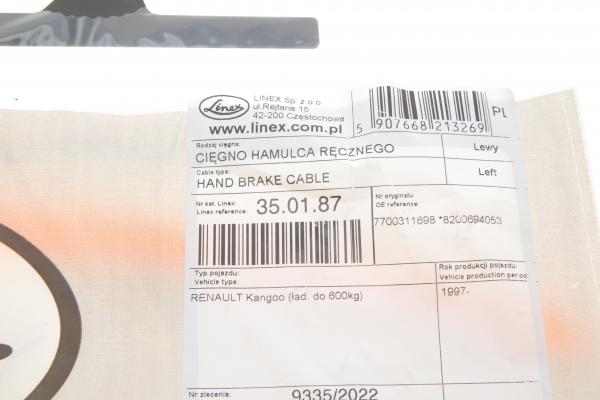 Linex
LINEX Sp. z o.o.
ul.Rejtana 15
42-200 Częstochowa
www.linex.com.pl
5 907668 213269
PL
Rodzaj cięgna:
CIĘGNO HAMULCA RĘCZNEGO
Lewy
Cable type:
HAND BRAKE CABLE
Left
Nr kat. Linex:
Linex reference:
35.01.87
Nr oryginału:
OE reference:
7700311698 *8200694053
Typ pojazdu:
Vehicle type:
Rok produkcji pojazdu:
Vehicle production period
RENAULT Kangoo (ład. do 600kg)
1997-
Nr zlecenia:
9335/2022